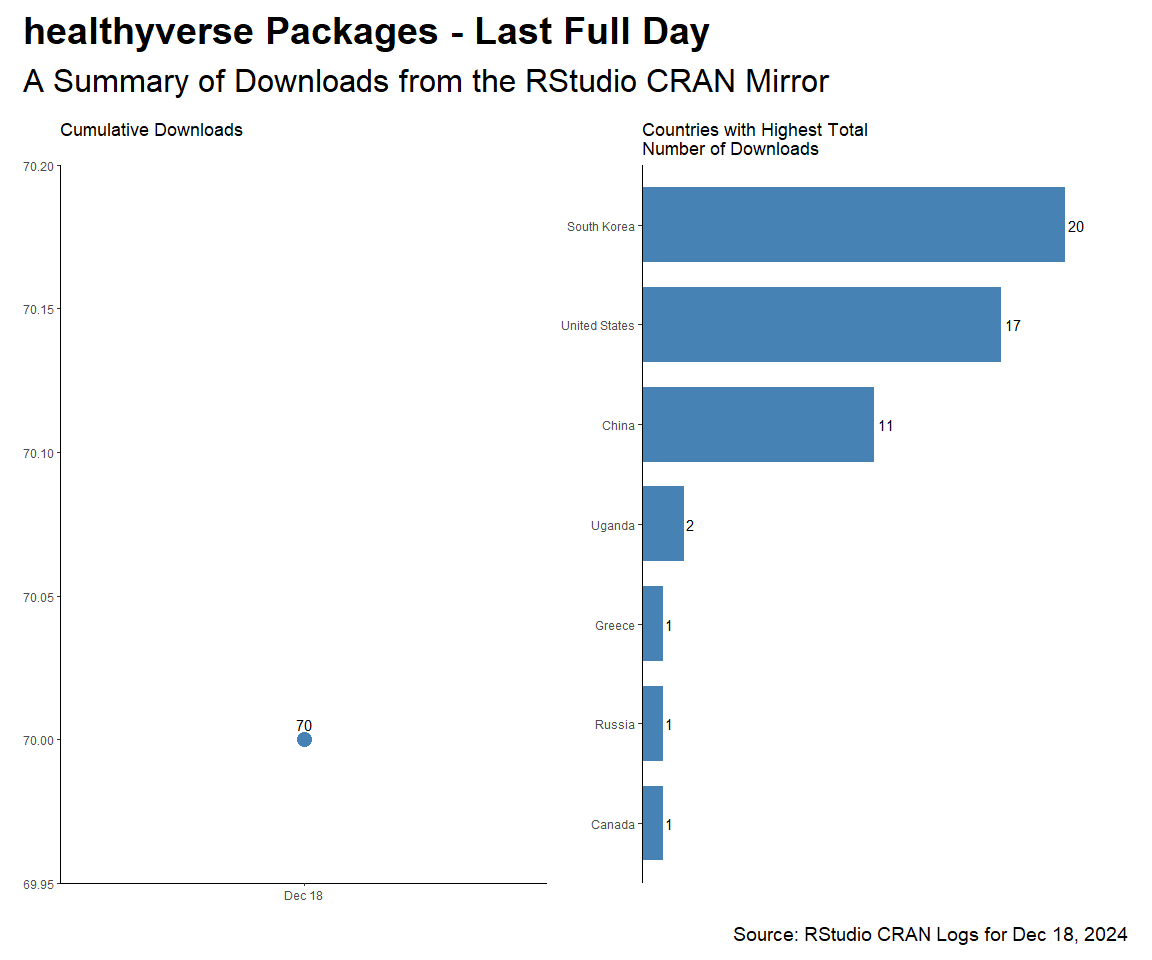 healthyverse Packages - Last Full Day
A Summary of Downloads from the RStudio CRAN Mirror
Cumulative Downloads
70.20
70.15
70.10
70.05
70.00
69.95
70
Dec 18
Countries with Highest Total
Number of Downloads
South Korea 20
United States 17
China 11
Uganda 2
Greece 1
Russia 1
Canada 1
Source: RStudio CRAN Logs for Dec 18, 2024